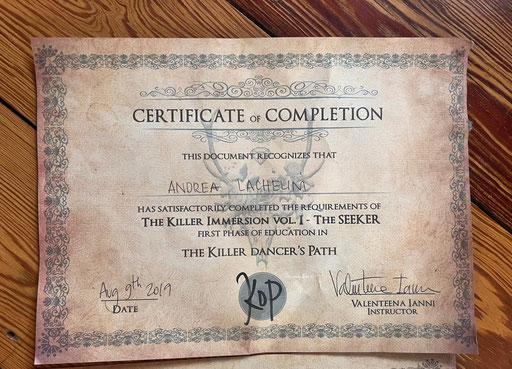 CERTIFICATE OF COMPLETION
THIS DOCUMENT RECOGNIZES THAT
ANDREA LACHELINI
HAS SATISFACTORILY COMPLETED THE REQUIREMENTS OF
THE KILLER IMMERSION VOL. I - THE SEEKER
FIRST PHASE OF EDUCATION IN
THE KILLER DANCER'S PATH
Aug 9th 2019
DATE
KDP
Valenteena Ianni
VALENTEENA IANNI
INSTRUCTOR